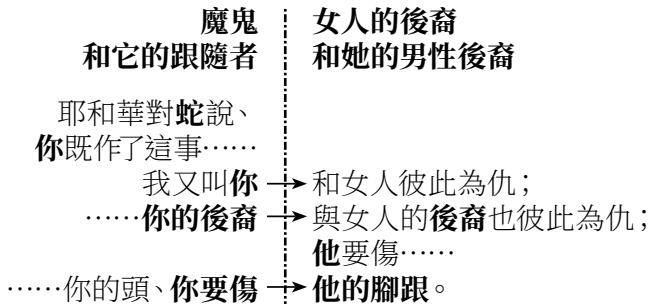 魔鬼 女人的後裔
和它的跟隨者 和她的男性後裔
耶和華對蛇說、
你既作了這事……
我又叫你 → 和女人彼此為仇；
……你的後裔 → 與女人的後裔也彼此為仇；
他要傷……
……你的頭、你要傷 → 他的腳跟。